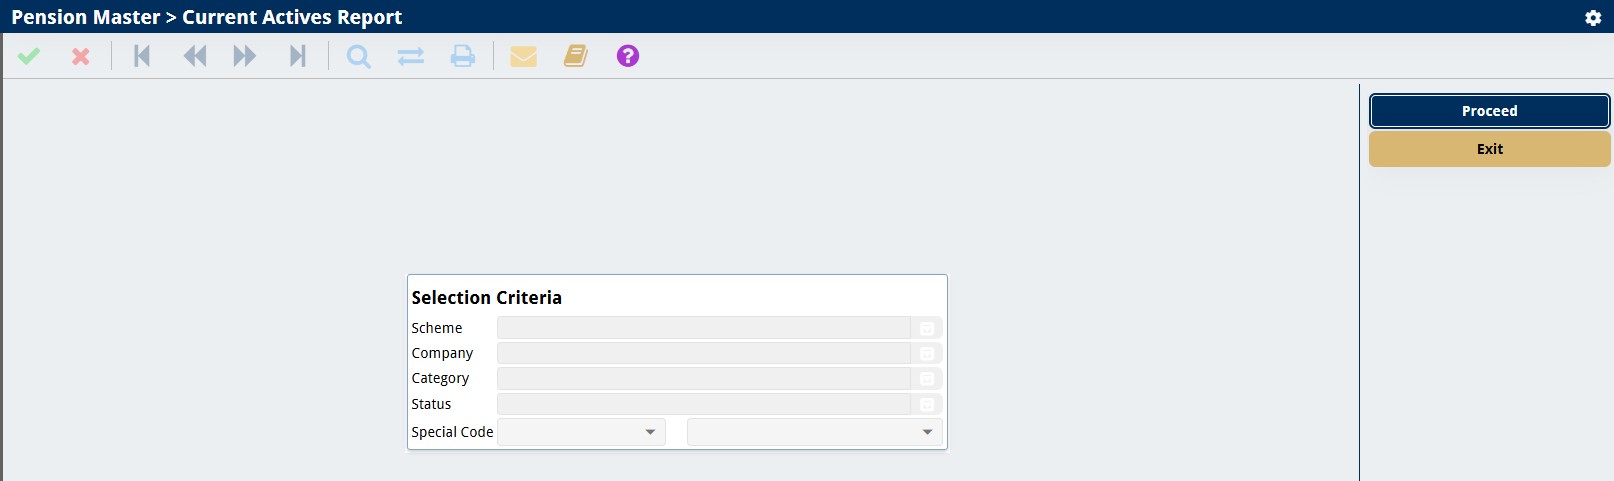 Pension Master > Current Actives Report
?
Proceed
Exit
Selection Criteria
Scheme
Company
Category
Status
Special Code